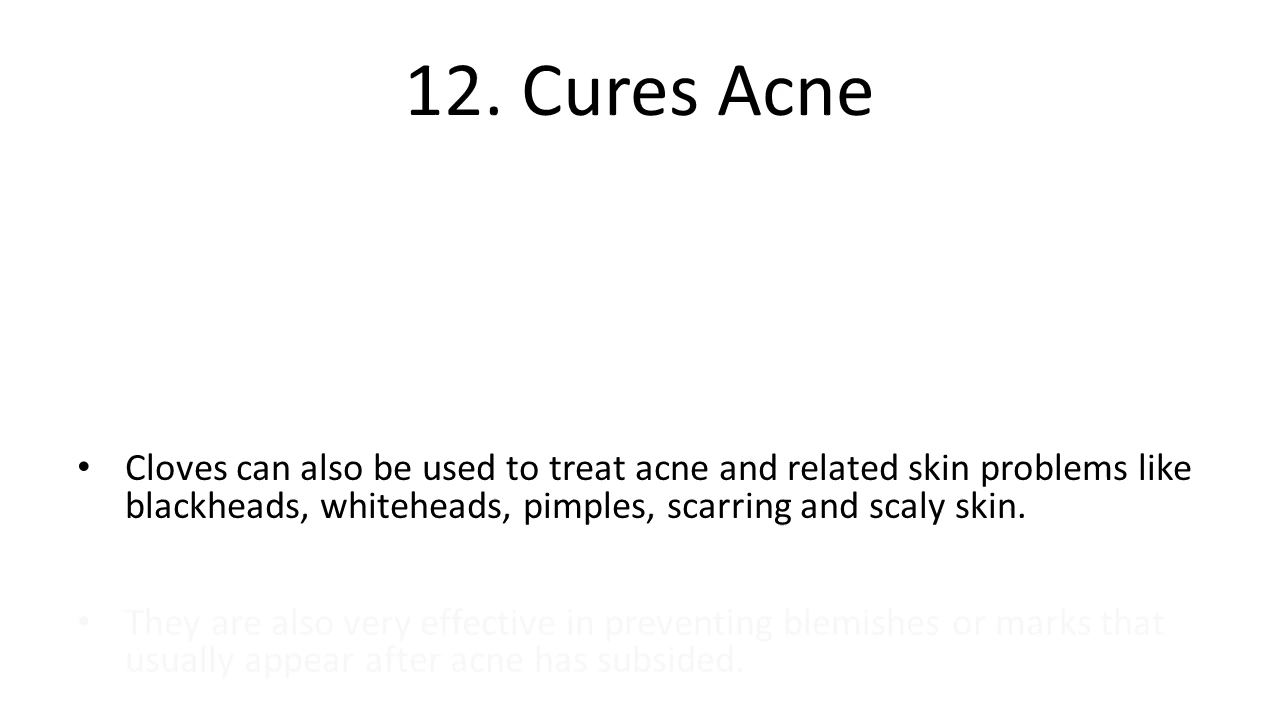 12. Cures Acne
• Cloves can also be used to treat acne and related skin problems like
blackheads, whiteheads, pimples, scarring and scaly skin.
• They are also very effective in preventing blemishes or marks that
usually appear after acne has subsided.